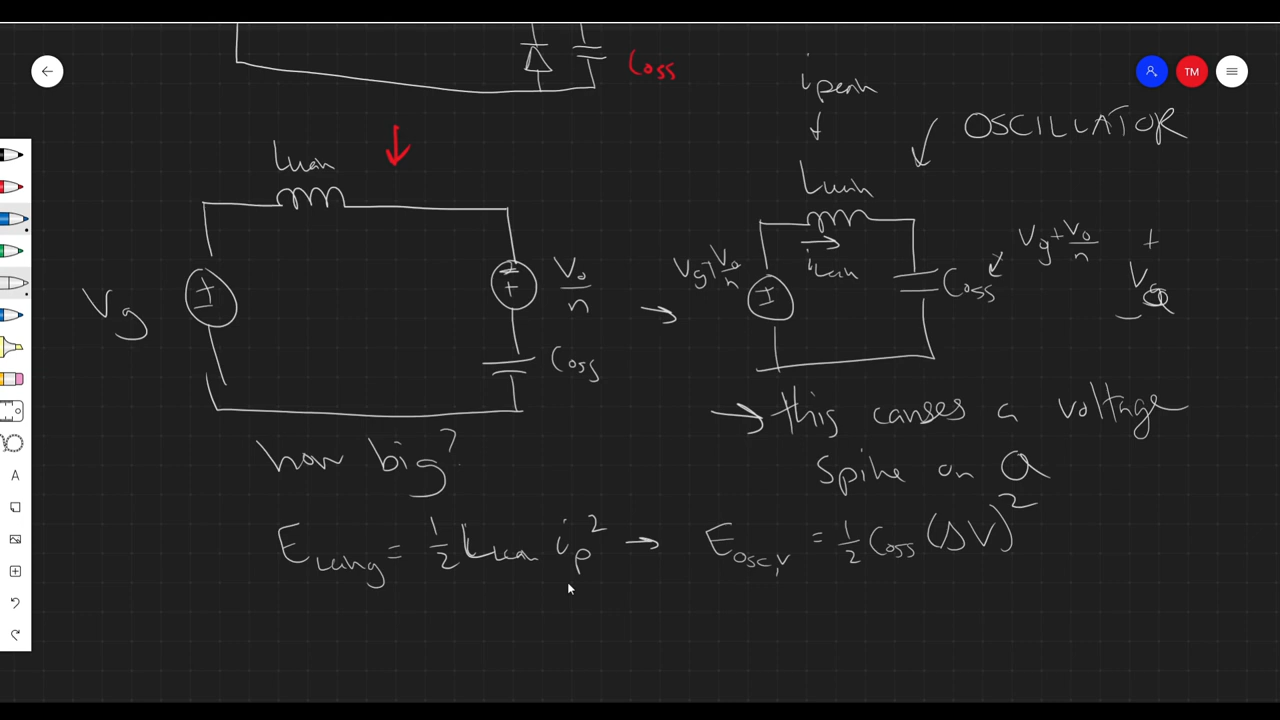 Coss
ipeak
OSCILLATOR
Lleak
Lleak
Vg
Vo/n
Coss
Vg+Vo/n
ileak
Coss
Vg+Vo/n
+
VQ
-
this causes a voltage
spike on Q
how big?
Eleakg = 1/2 Lleak ip² → Eosc,v = 1/2 Coss (ΔV)²
TM
A